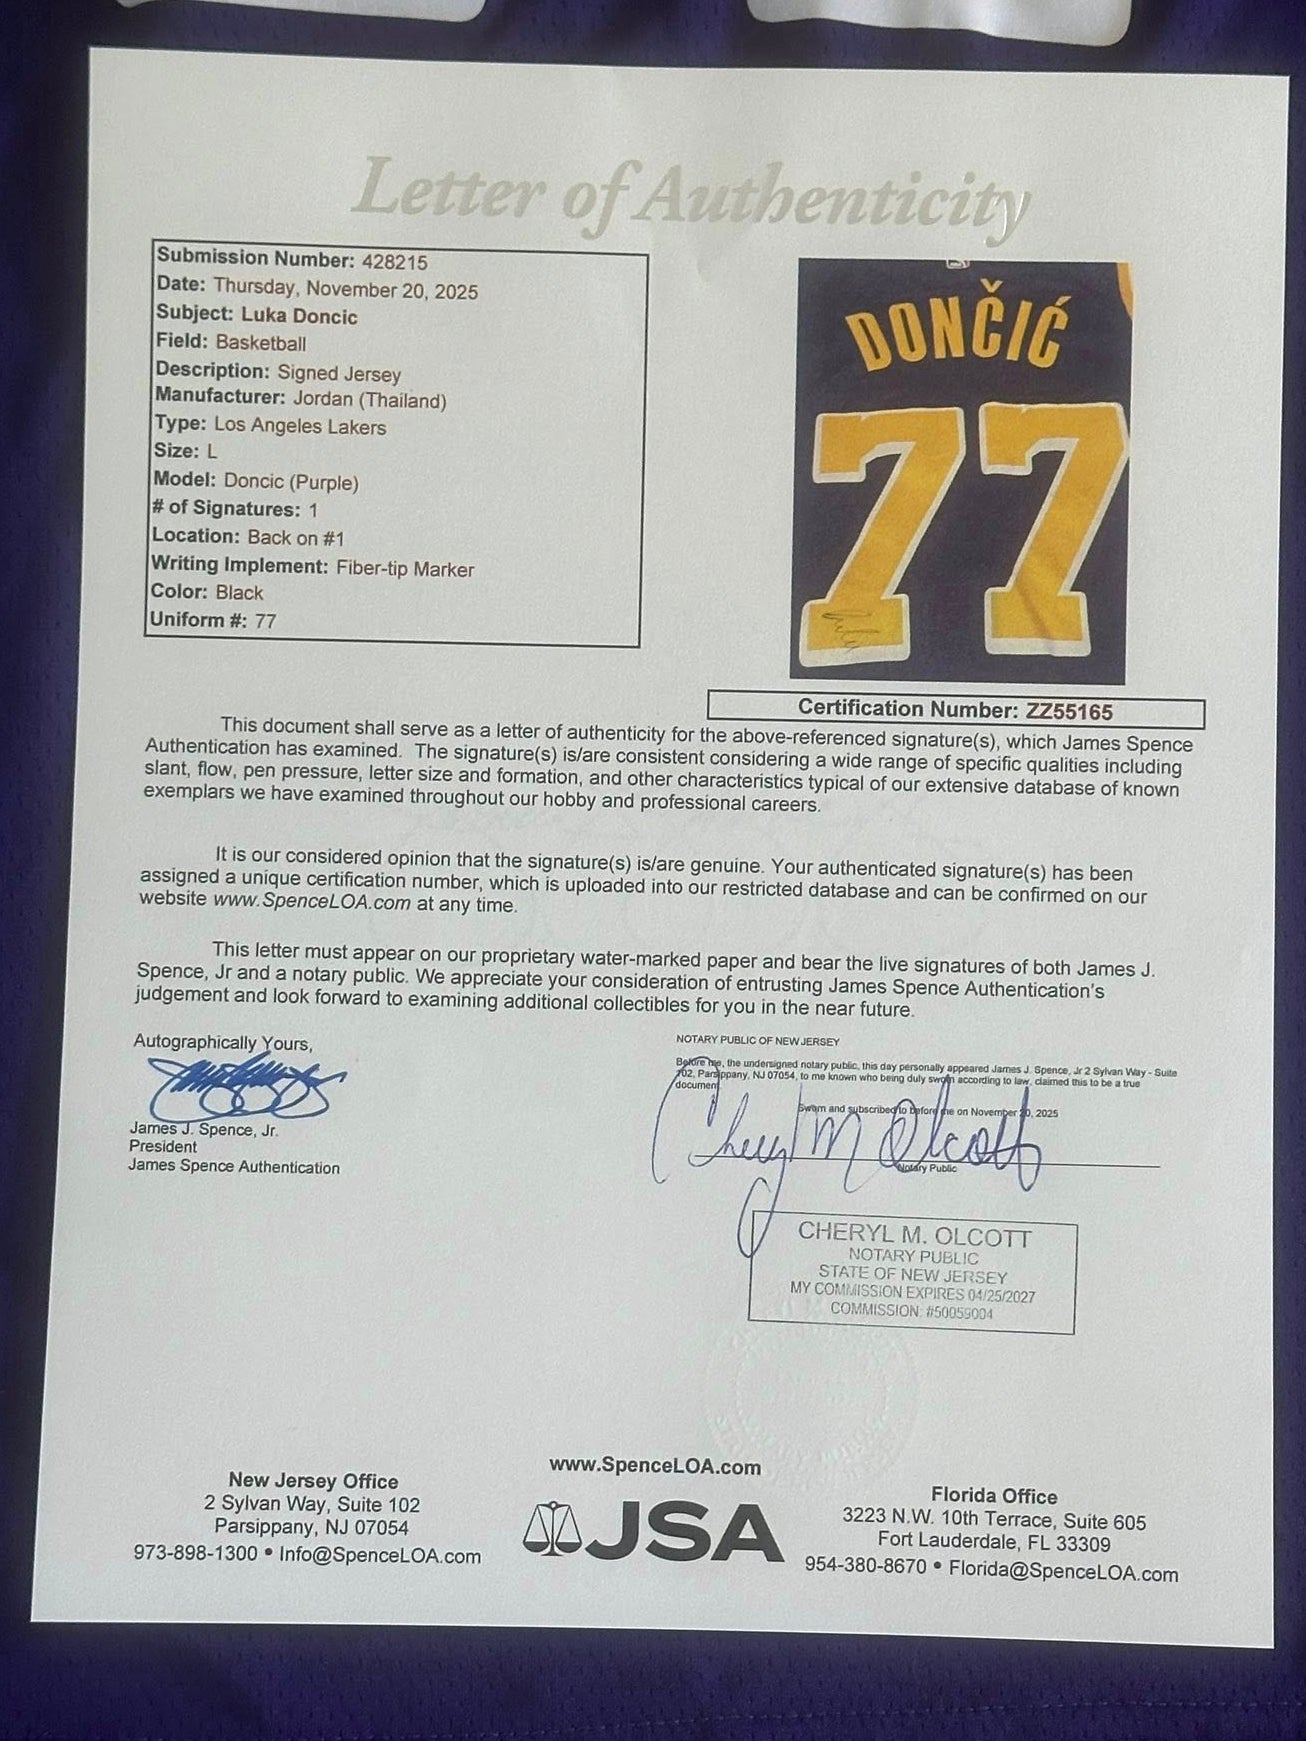 Letter of Authenticity
Submission Number: 428215
Date: Thursday, November 20, 2025
Subject: Luka Doncic
Field: Basketball
Description: Signed Jersey
Manufacturer: Jordan (Thailand)
Type: Los Angeles Lakers
Size: L
Model: Doncic (Purple)
# of Signatures: 1
Location: Back on #1
Writing Implement: Fiber-tip Marker
Color: Black
Uniform #: 77
DONČIĆ
77
Certification Number: ZZ55165
This document shall serve as a letter of authenticity for the above-referenced signature(s), which James Spence
Authentication has examined. The signature(s) is/are consistent considering a wide range of specific qualities including
slant, flow, pen pressure, letter size and formation, and other characteristics typical of our extensive database of known
exemplars we have examined throughout our hobby and professional careers.
It is our considered opinion that the signature(s) is/are genuine. Your authenticated signature(s) has been
assigned a unique certification number, which is uploaded into our restricted database and can be confirmed on our
website www.SpenceLOA.com at any time.
This letter must appear on our proprietary water-marked paper and bear the live signatures of both James J.
Spence, Jr and a notary public. We appreciate your consideration of entrusting James Spence Authentication's
judgement and look forward to examining additional collectibles for you in the near future.
Autographically Yours,
James J. Spence, Jr.
President
James Spence Authentication
NOTARY PUBLIC OF NEW JERSEY
Before me, the undersigned notary public, this day personally appeared James J. Spence, Jr 2 Sylvan Way - Suite
102, Parsippany, NJ 07054, to me known who being duly sworn according to law, claimed this to be a true
document.
Sworn and subscribed to before me on November 20, 2025
Cheryl M Olcott
Notary Public
CHERYL M. OLCOTT
NOTARY PUBLIC
STATE OF NEW JERSEY
MY COMMISSION EXPIRES 04/25/2027
COMMISSION: #50059004
www.SpenceLOA.com
JSA
New Jersey Office
2 Sylvan Way, Suite 102
Parsippany, NJ 07054
973-898-1300 • Info@SpenceLOA.com
Florida Office
3223 N.W. 10th Terrace, Suite 605
Fort Lauderdale, FL 33309
954-380-8670 • Florida@SpenceLOA.com